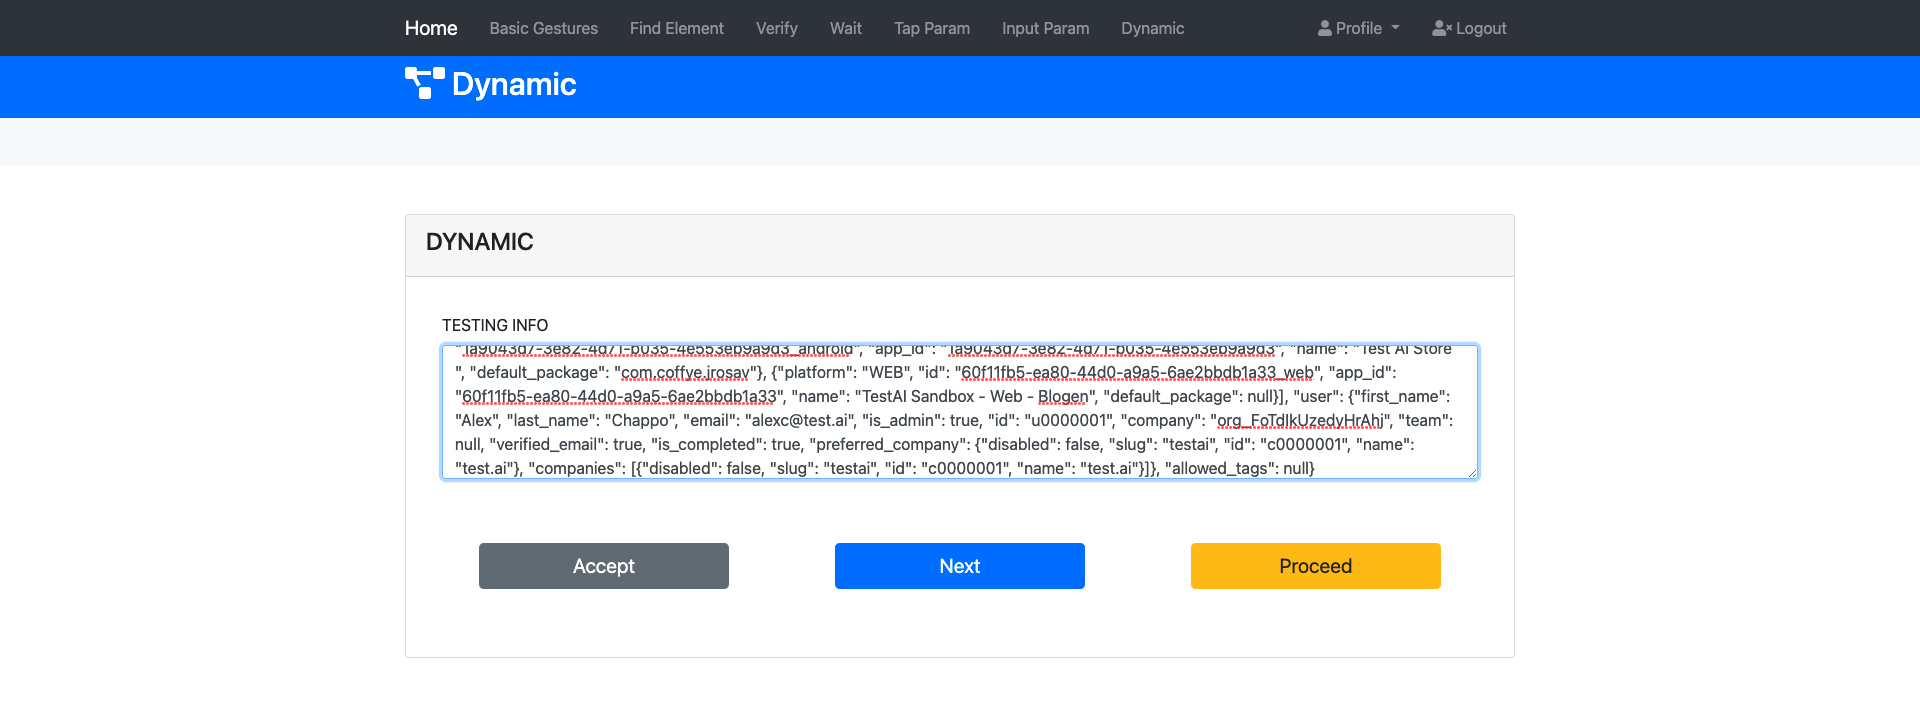 Home Basic Gestures Find Element Verify Wait Tap Param Input Param Dynamic Profile Logout
Dynamic
DYNAMIC
TESTING INFO
"1a9043d7-3e82-4d71-b035-4e553eb9a9d3_android", "app_id": "1a9043d7-3e82-4d71-b035-4e553eb9a9d3", "name": "Test AI Store
", "default_package": "com.coffye.jrosav"}, {"platform": "WEB", "id": "60f11fb5-ea80-44d0-a9a5-6ae2bbdb1a33_web", "app_id":
"60f11fb5-ea80-44d0-a9a5-6ae2bbdb1a33", "name": "TestAI Sandbox - Web - Blogen", "default_package": null}], "user": {"first_name":
"Alex", "last_name": "Chappo", "email": "alexc@test.ai", "is_admin": true, "id": "u0000001", "company": "org_FoTdIkUzedyHrAhj", "team":
null, "verified_email": true, "is_completed": true, "preferred_company": {"disabled": false, "slug": "testai", "id": "c0000001", "name":
"test.ai"}, "companies": [{"disabled": false, "slug": "testai", "id": "c0000001", "name": "test.ai"}]}, "allowed_tags": null}
Accept Next Proceed